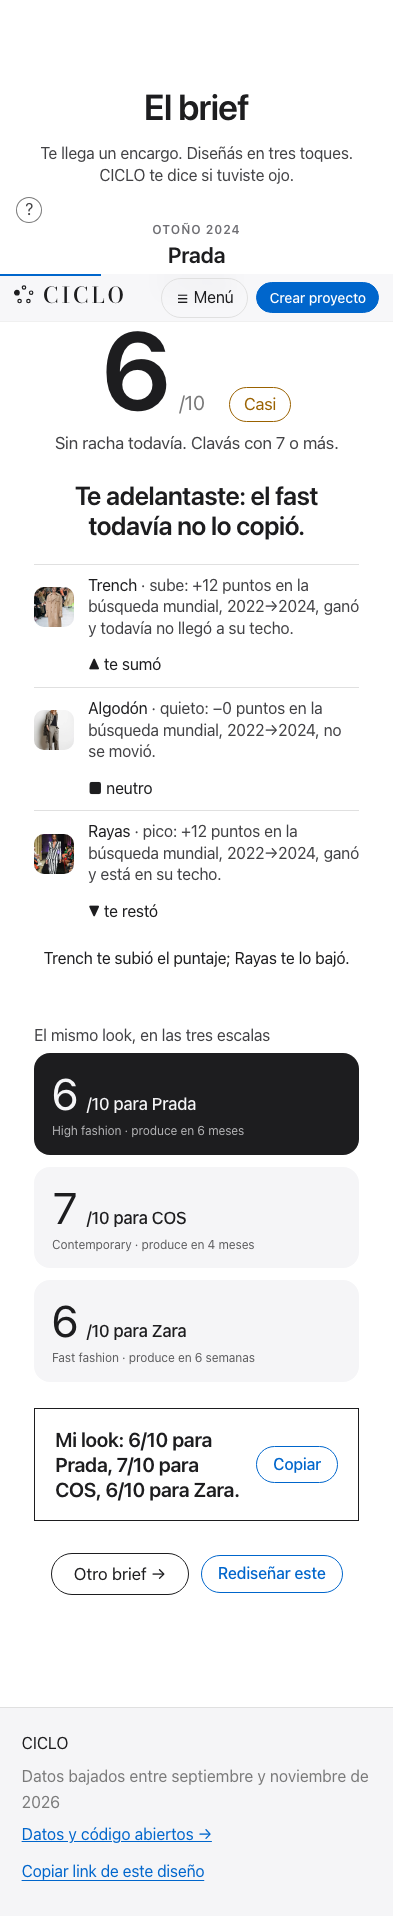 El brief
Te llega un encargo. Diseñás en tres toques.
CICLO te dice si tuviste ojo.
?
OTOÑO 2024
Prada
CICLO
≡ Menú
Crear proyecto
6 /10
Casi
Sin racha todavía. Clavás con 7 o más.
Te adelantaste: el fast
todavía no lo copió.
Trench · sube: +12 puntos en la
búsqueda mundial, 2022→2024, ganó
y todavía no llegó a su techo.
▲ te sumó
Algodón · quieto: −0 puntos en la
búsqueda mundial, 2022→2024, no
se movió.
■ neutro
Rayas · pico: +12 puntos en la
búsqueda mundial, 2022→2024, ganó
y está en su techo.
▼ te restó
Trench te subió el puntaje; Rayas te lo bajó.
El mismo look, en las tres escalas
6 /10 para Prada
High fashion · produce en 6 meses
7 /10 para COS
Contemporary · produce en 4 meses
6 /10 para Zara
Fast fashion · produce en 6 semanas
Mi look: 6/10 para
Prada, 7/10 para
COS, 6/10 para Zara.
Copiar
Otro brief →
Rediseñar este
CICLO
Datos bajados entre septiembre y noviembre de
2026
Datos y código abiertos →
Copiar link de este diseño